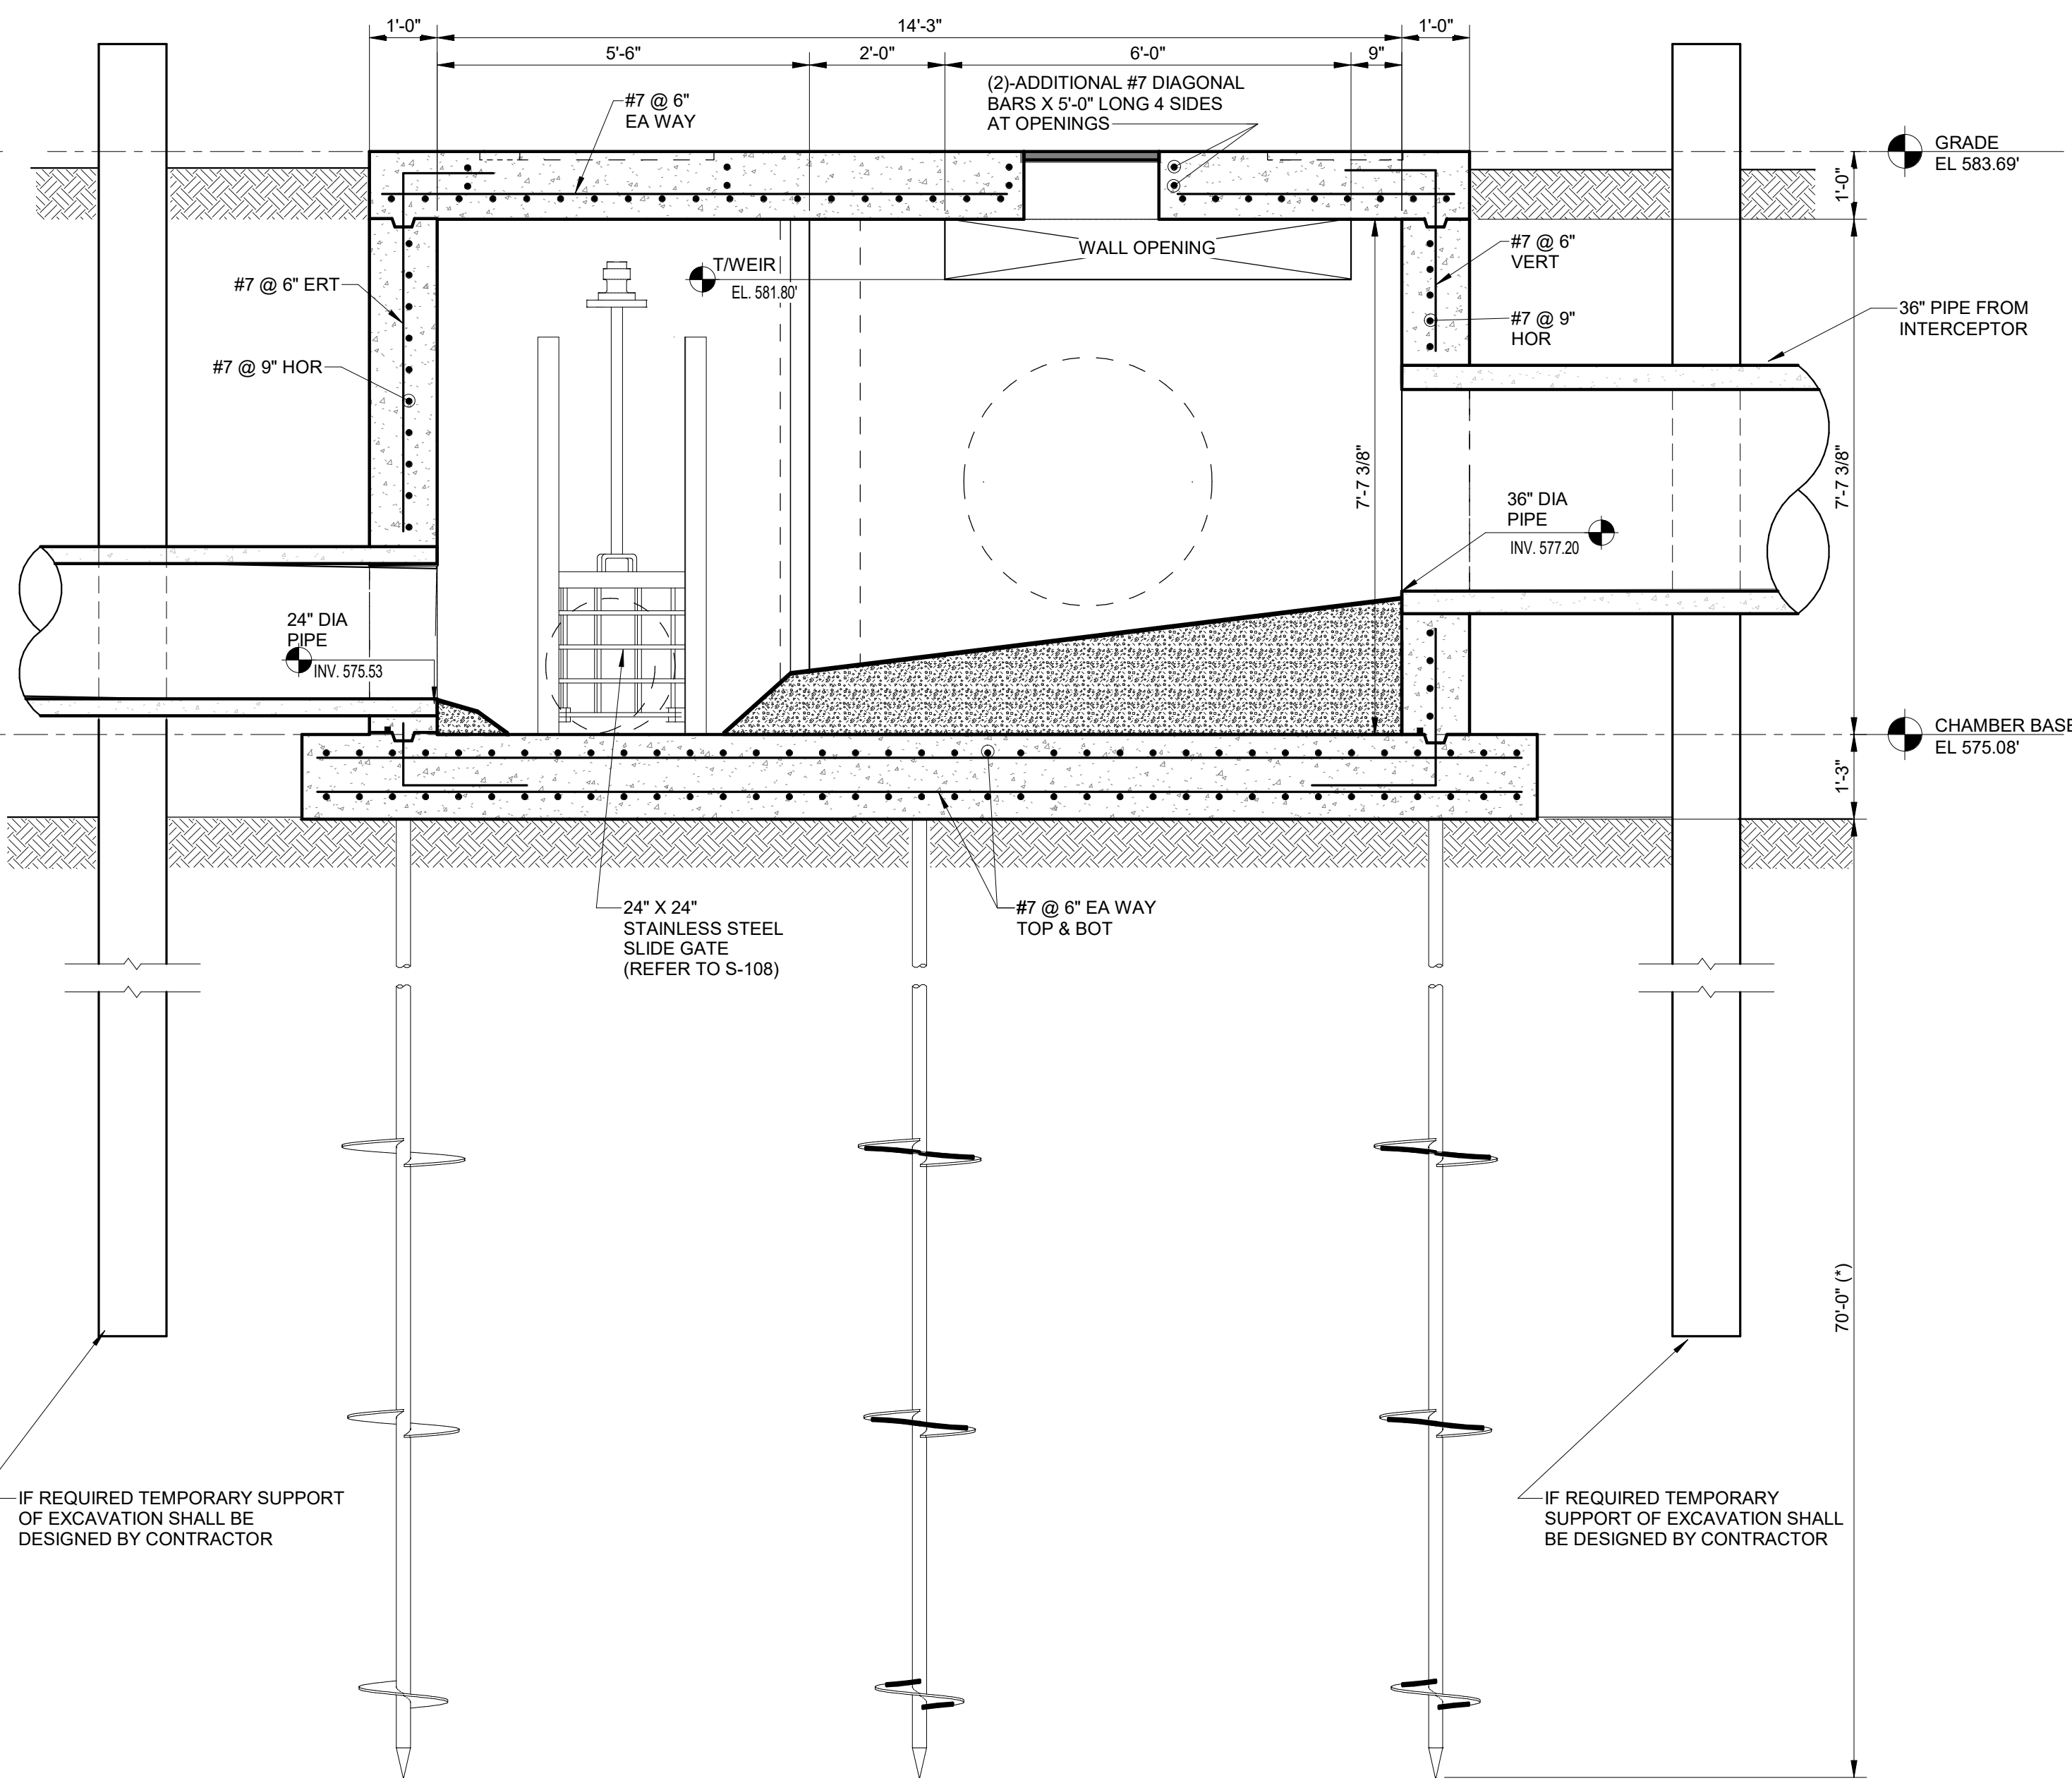 1'-0"
14'-3"
1'-0"
5'-6"
2'-0"
6'-0"
9"
(2)-ADDITIONAL #7 DIAGONAL
BARS X 5'-0" LONG 4 SIDES
AT OPENINGS
#7 @ 6"
EA WAY
GRADE
EL 583.69'
1'-0"
WALL OPENING
T/WEIR
EL. 581.80'
#7 @ 6" ERT
#7 @ 6"
VERT
#7 @ 9" HOR
#7 @ 9"
HOR
36" PIPE FROM
INTERCEPTOR
7'-7 3/8"
7'-7 3/8"
36" DIA
PIPE
INV. 577.20
24" DIA
PIPE
INV. 575.53
CHAMBER BASE
EL 575.08'
1'-3"
24" X 24"
STAINLESS STEEL
SLIDE GATE
(REFER TO S-108)
#7 @ 6" EA WAY
TOP & BOT
70'-0" (*)
IF REQUIRED TEMPORARY SUPPORT
OF EXCAVATION SHALL BE
DESIGNED BY CONTRACTOR
IF REQUIRED TEMPORARY
SUPPORT OF EXCAVATION SHALL
BE DESIGNED BY CONTRACTOR